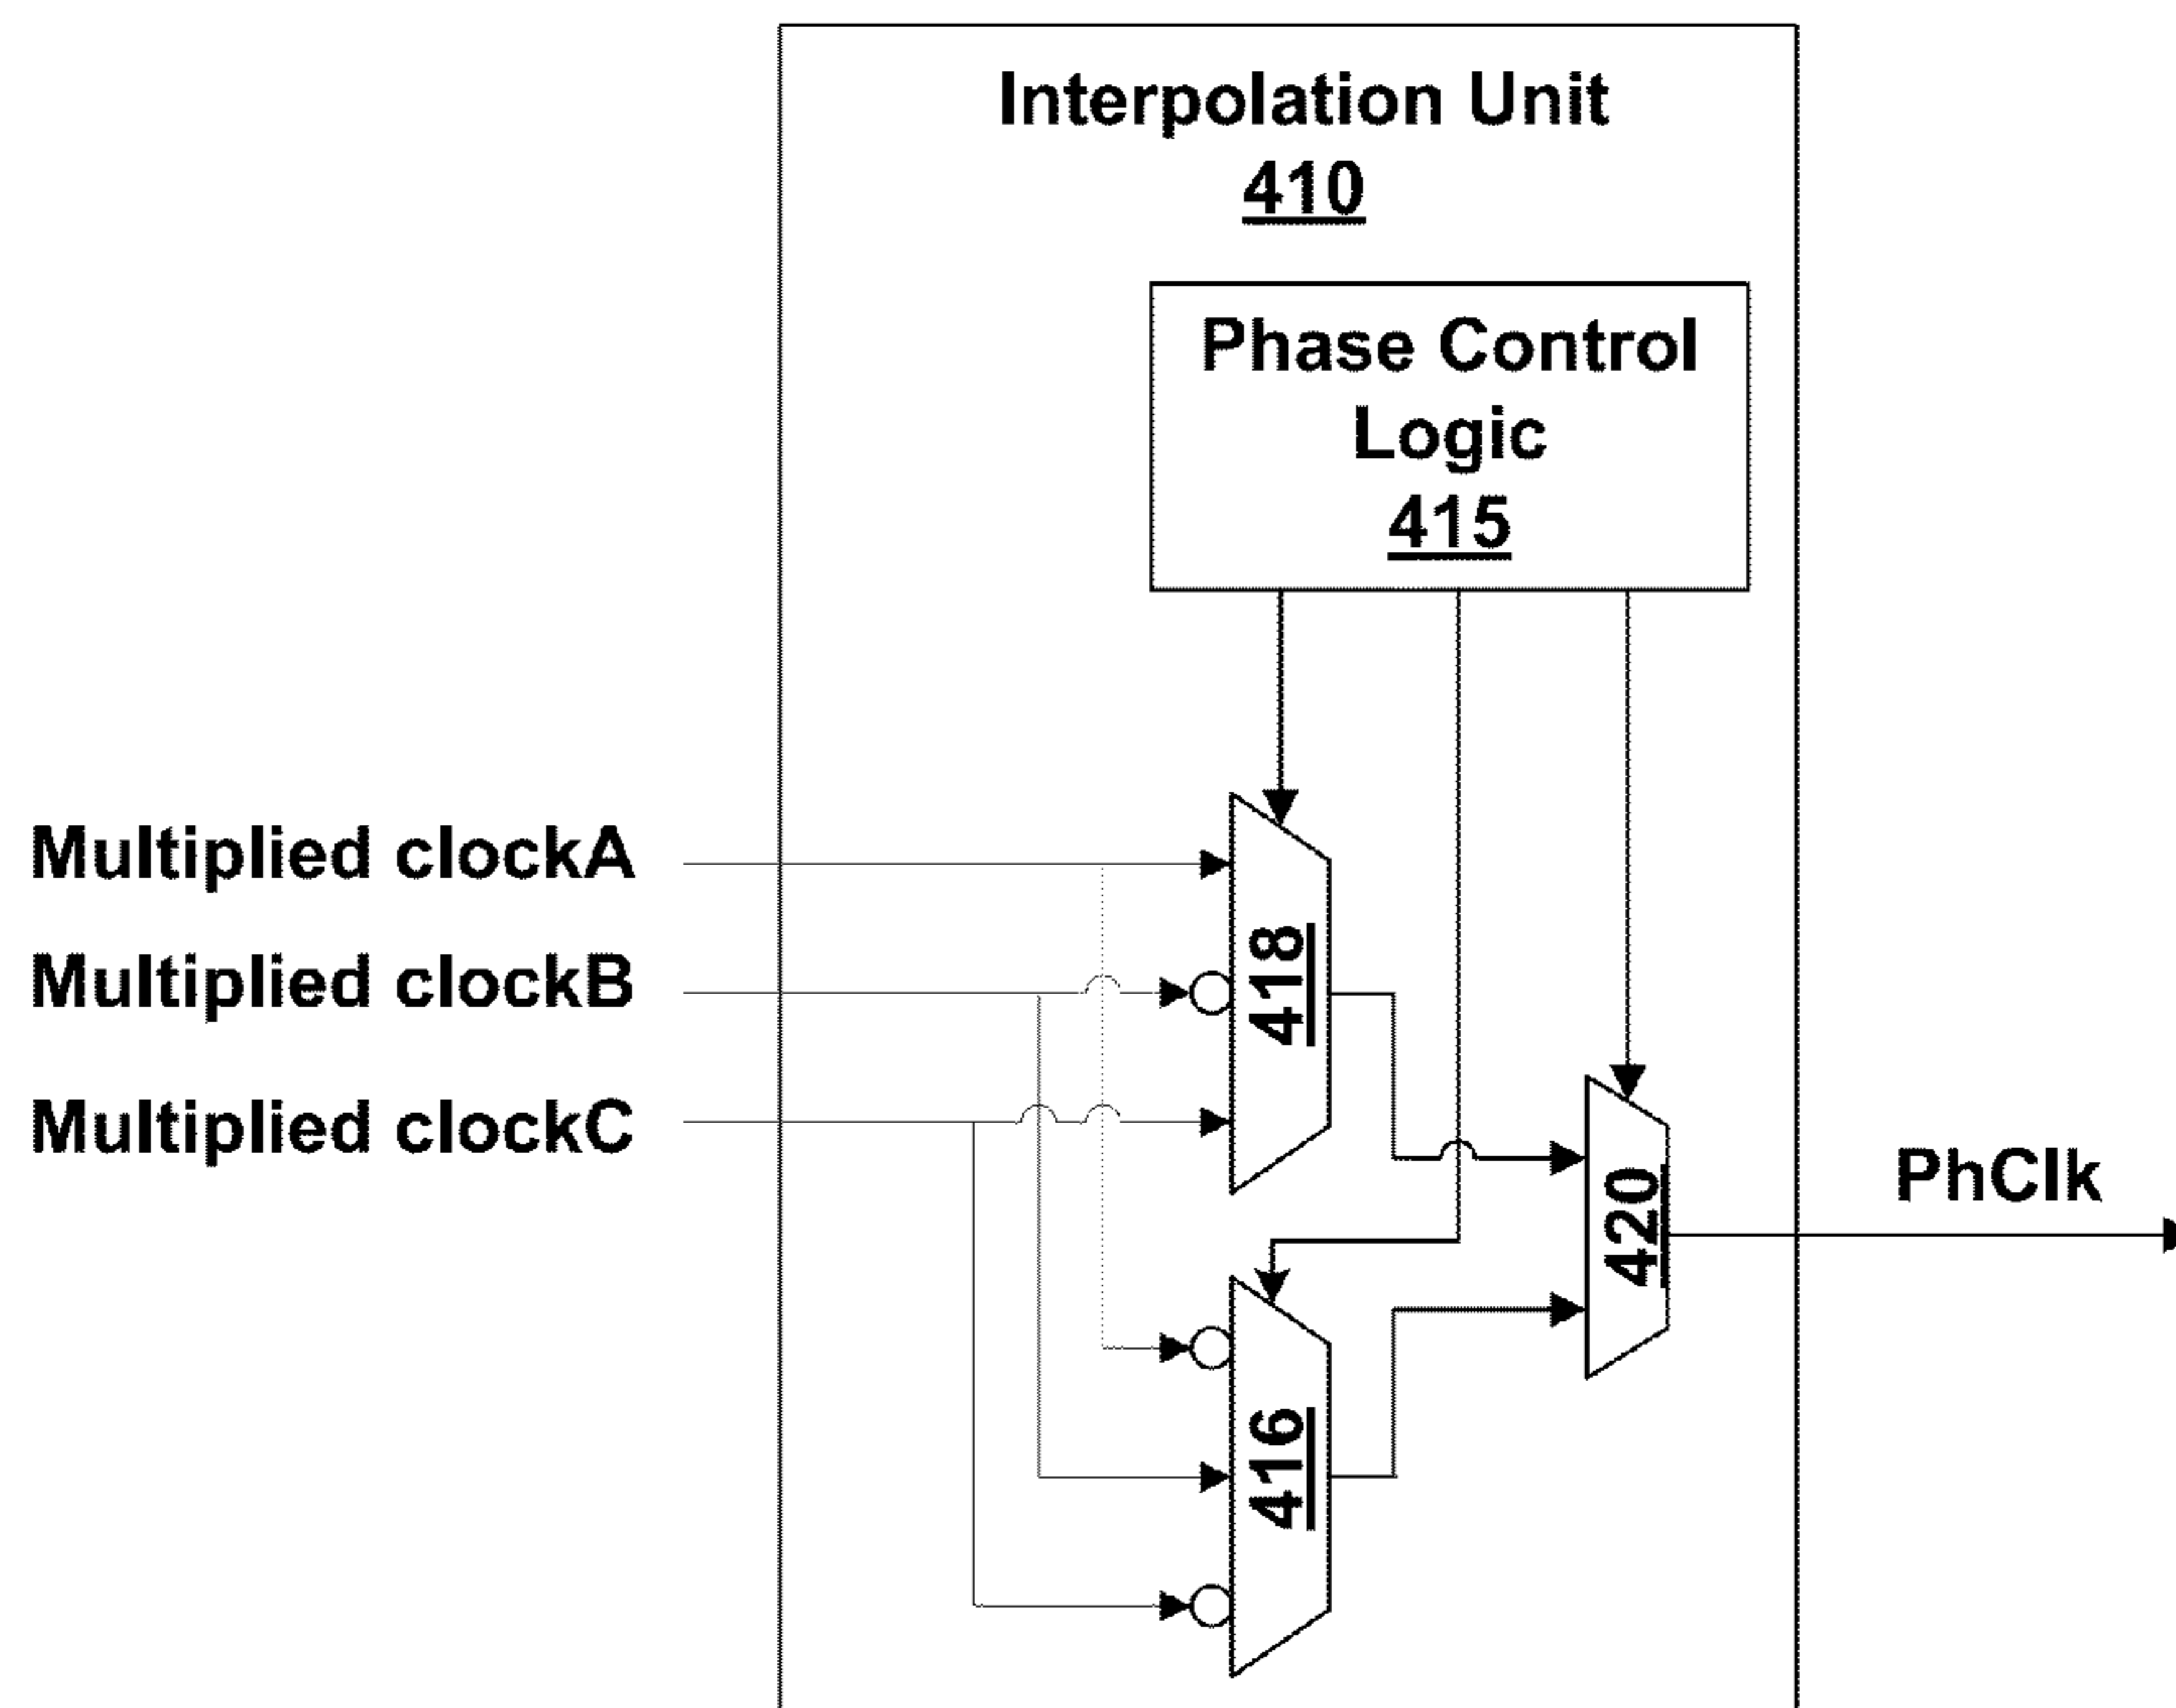 Interpolation Unit
410
Phase Control
Logic
415
Multiplied clockA
Multiplied clockB
Multiplied clockC
418
416
420
PhClk